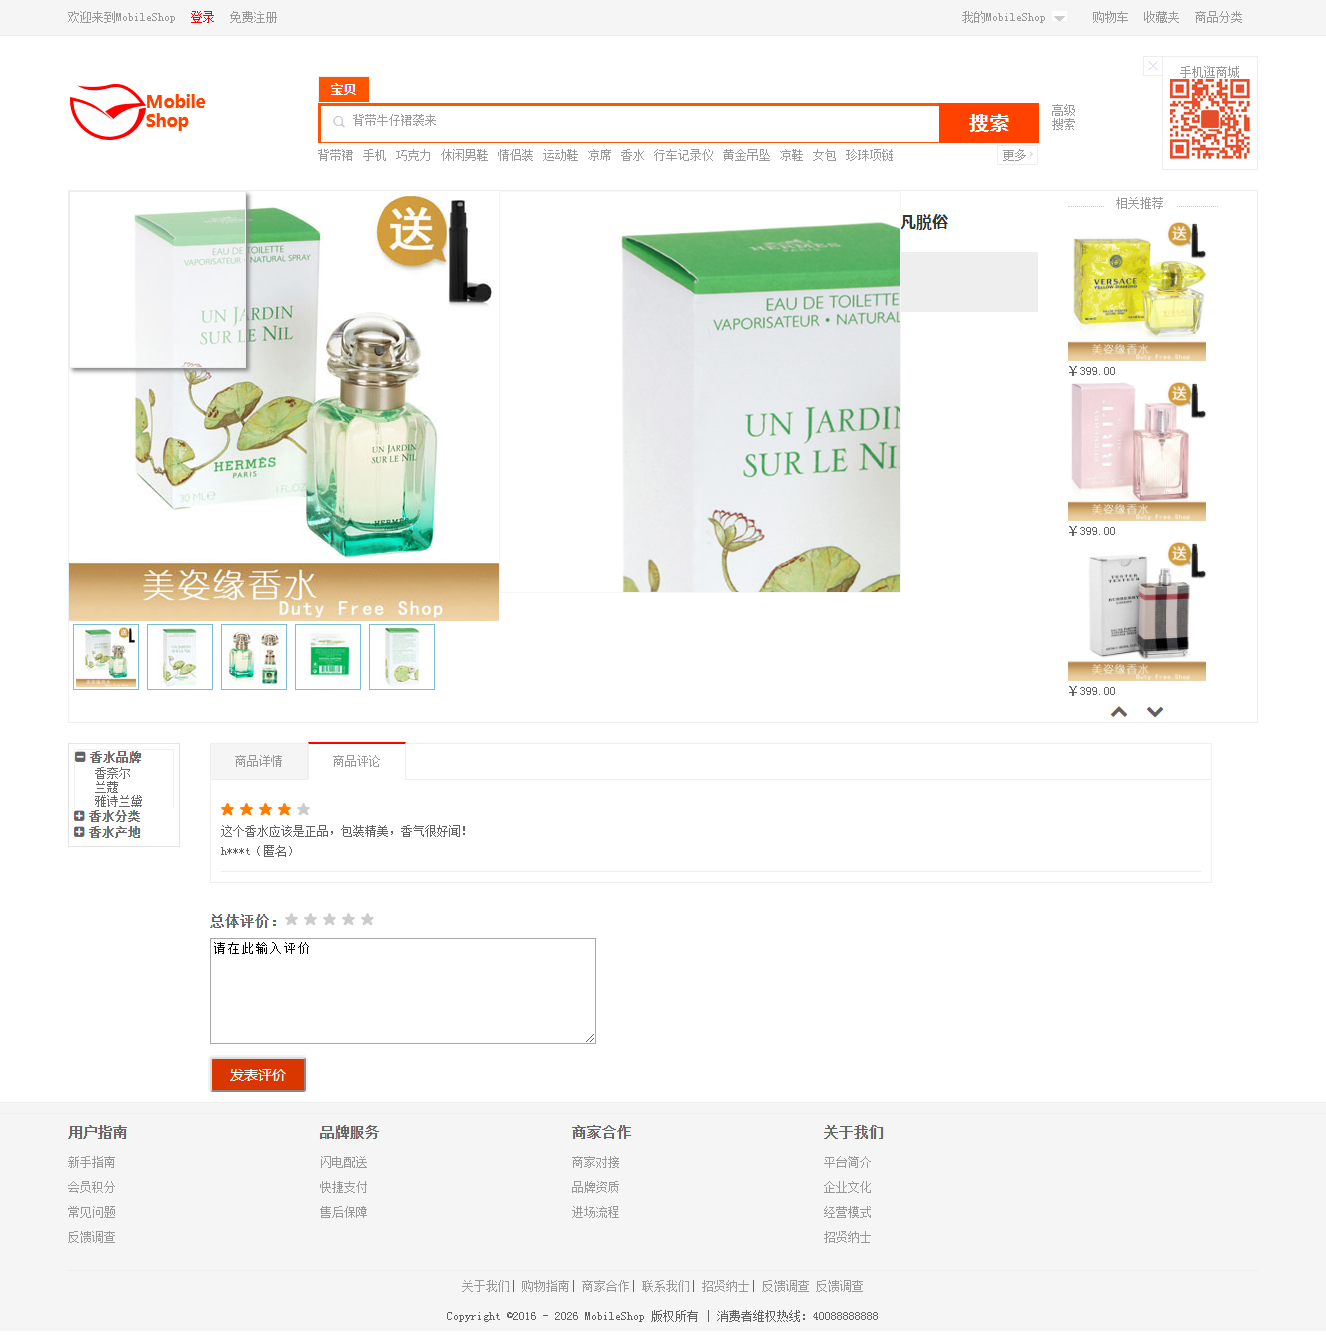 欢迎来到MobileShop 登录 免费注册
我的MobileShop 购物车 收藏夹 商品分类
Mobile
Shop
宝贝
背带牛仔裙袭来
搜索
高级
搜索
手机逛商城
背带裙 手机 巧克力 休闲男鞋 情侣装 运动鞋 凉席 香水 行车记录仪 黄金吊坠 凉鞋 女包 珍珠项链
更多
EAU DE TOILETTE
VAPORISATEUR · NATURAL SPRAY
UN JARDIN
SUR LE NIL
HERMÈS
PARIS
30 ML
送
UN JARDIN
SUR LE NIL
HERMÈS
美姿缘香水
Duty Free Shop
HERMÈS
EAU DE TOILETTE
VAPORISATEUR • NATURAL
UN JARDIN
SUR LE NIL
凡脱俗
相关推荐
送
VERSACE
YELLOW DIAMOND
美姿缘香水
Duty Free Shop
¥399.00
送
美姿缘香水
Duty Free Shop
¥399.00
送
美姿缘香水
Duty Free Shop
¥399.00
香水品牌
香奈尔
兰蔻
雅诗兰黛
香水分类
香水产地
商品详情 商品评论
这个香水应该是正品，包装精美，香气很好闻！
h***t（匿名）
总体评价：
请在此输入评价
发表评价
用户指南
新手指南
会员积分
常见问题
反馈调查
品牌服务
闪电配送
快捷支付
售后保障
商家合作
商家对接
品牌资质
进场流程
关于我们
平台简介
企业文化
经营模式
招贤纳士
关于我们| 购物指南| 商家合作| 联系我们| 招贤纳士| 反馈调查 反馈调查
Copyright ©2016 - 2026 MobileShop 版权所有 | 消费者维权热线：40088888888